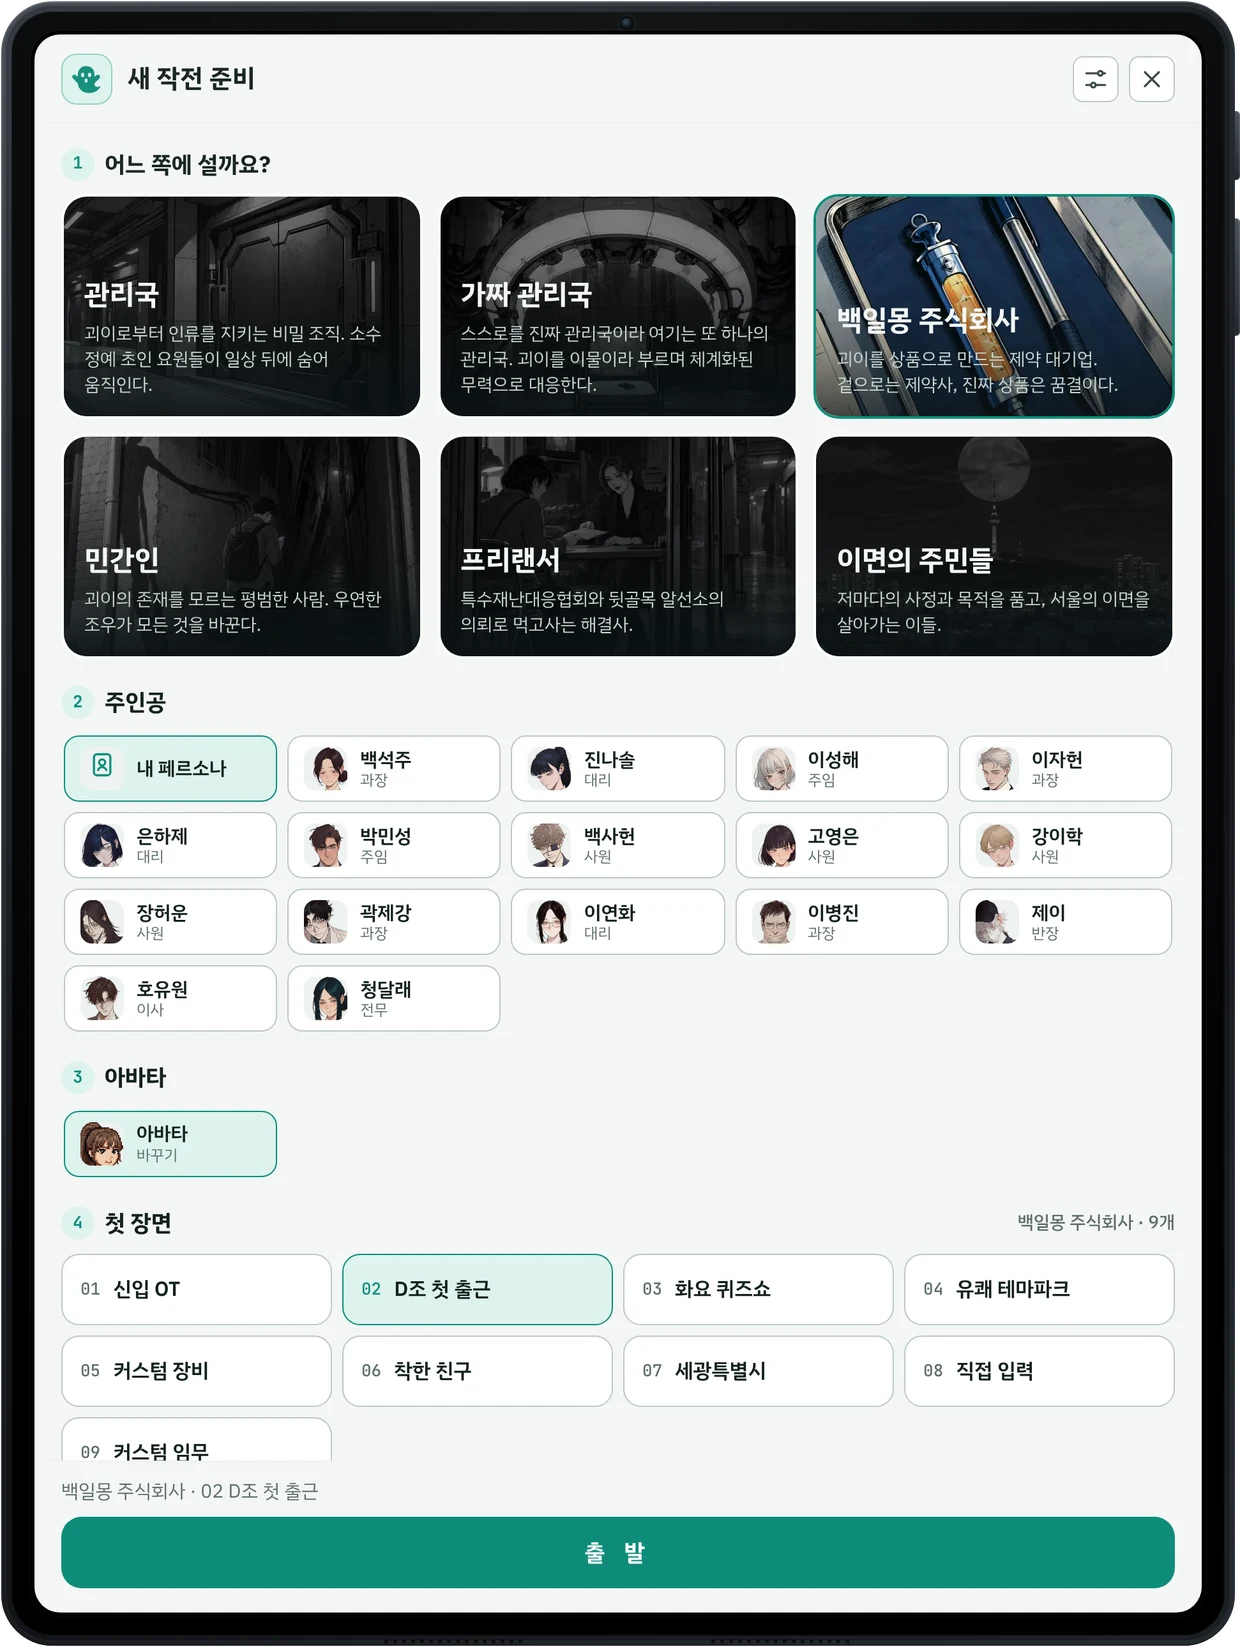 새 작전 준비
1 어느 쪽에 설까요?
관리국
괴이로부터 인류를 지키는 비밀 조직. 소수
정예 초인 요원들이 일상 뒤에 숨어
움직인다.
가짜 관리국
스스로를 진짜 관리국이라 여기는 또 하나의
관리국. 괴이를 이물이라 부르며 체계화된
무력으로 대응한다.
백일몽 주식회사
괴이를 상품으로 만드는 제약 대기업.
겉으로는 제약사, 진짜 상품은 꿈결이다.
민간인
괴이의 존재를 모르는 평범한 사람. 우연한
조우가 모든 것을 바꾼다.
프리랜서
특수재난대응협회와 뒷골목 알선소의
의뢰로 먹고사는 해결사.
이면의 주민들
저마다의 사정과 목적을 품고, 서울의 이면을
살아가는 이들.
2 주인공
내 페르소나
백석주
과장
진나솔
대리
이성해
주임
이자헌
과장
은하제
대리
박민성
주임
백사헌
사원
고영은
사원
강이학
사원
장허운
사원
곽제강
과장
이연화
대리
이병진
과장
제이
반장
호유원
이사
청달래
전무
3 아바타
아바타
바꾸기
4 첫 장면
백일몽 주식회사 · 9개
01 신입 OT
02 D조 첫 출근
03 화요 퀴즈쇼
04 유쾌 테마파크
05 커스텀 장비
06 착한 친구
07 세광특별시
08 직접 입력
09 커스텀 임무
백일몽 주식회사 · 02 D조 첫 출근
출 발